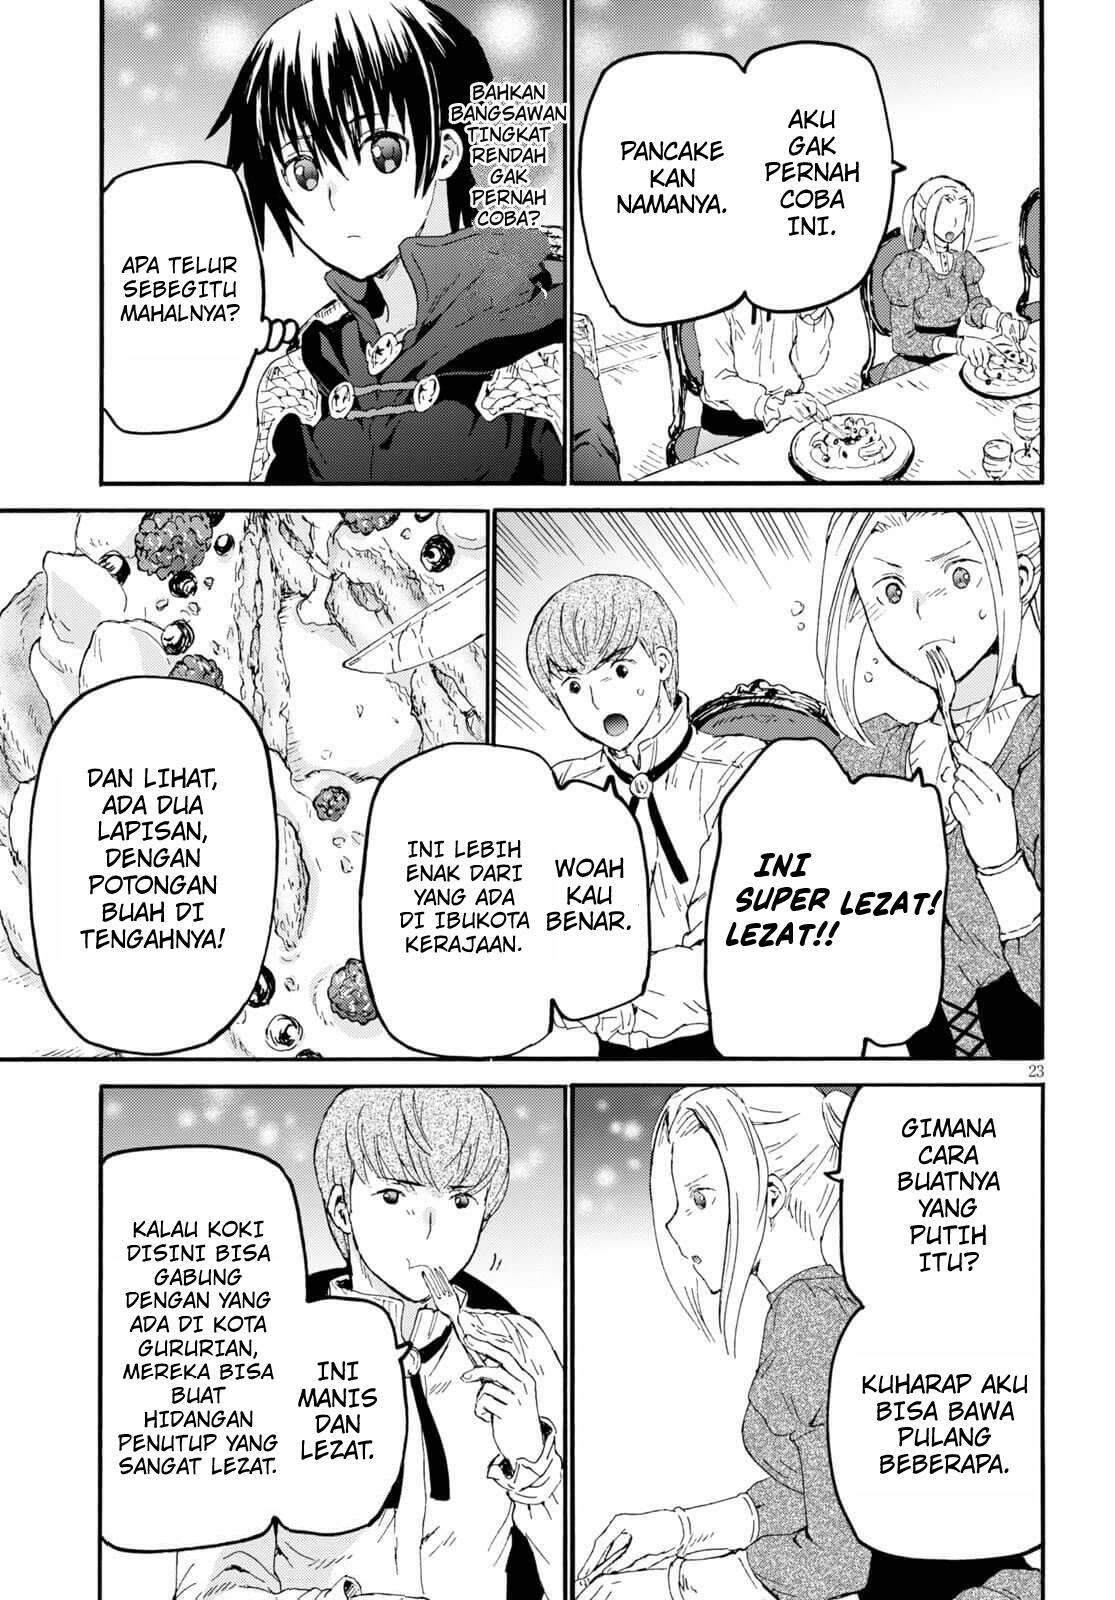 AKU
GAK
PERNAH
COBA
INI.
PANCAKE
KAN
NAMANYA.
BAHKAN
BANGSAWAN
TINGKAT
RENDAH
GAK
PERNAH
COBA?
APA TELUR
SEBEGITU
MAHALNYA?
INI
SUPER LEZAT!
LEZAT!!
WOAH
KAU
BENAR.
INI LEBIH
ENAK DARI
YANG ADA
DI IBUKOTA
KERAJAAN.
DAN LIHAT,
ADA DUA
LAPISAN,
DENGAN
POTONGAN
BUAH DI
TENGAHNYA!
23
GIMANA
CARA
BUATNYA
YANG
PUTIH
ITU?
KUHARAP AKU
BISA BAWA
PULANG
BEBERAPA.
INI
MANIS
DAN
LEZAT.
KALAU KOKI
DISINI BISA
GABUNG
DENGAN YANG
ADA DI KOTA
GURURIAN,
MEREKA BISA
BUAT
HIDANGAN
PENUTUP YANG
SANGAT LEZAT.